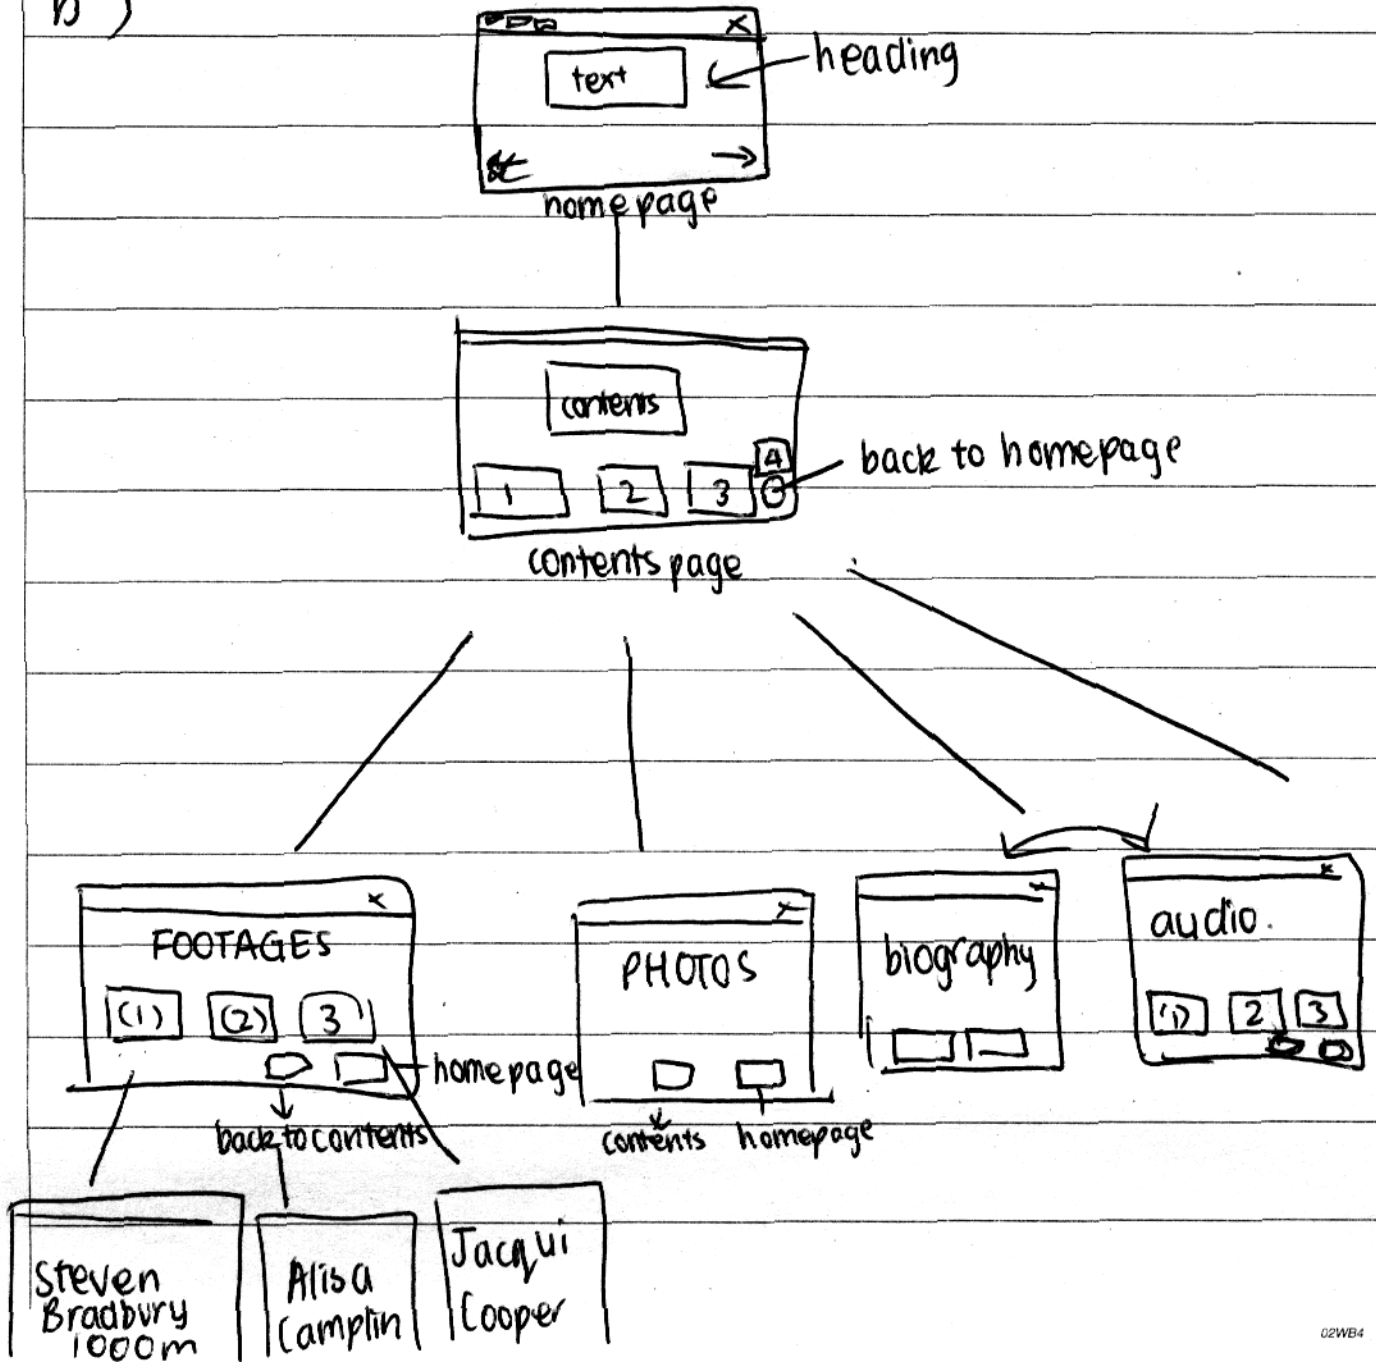 b)
heading
text
homepage
contents
4
1 2 3
back to homepage
contents page
FOOTAGES
(1) (2) 3
homepage
back to contents
PHOTOS
contents homepage
biography
audio.
(1) 2 3
Steven
Bradbury
1000m
Alisa
Camplin
Jacqui
Cooper
02WB4